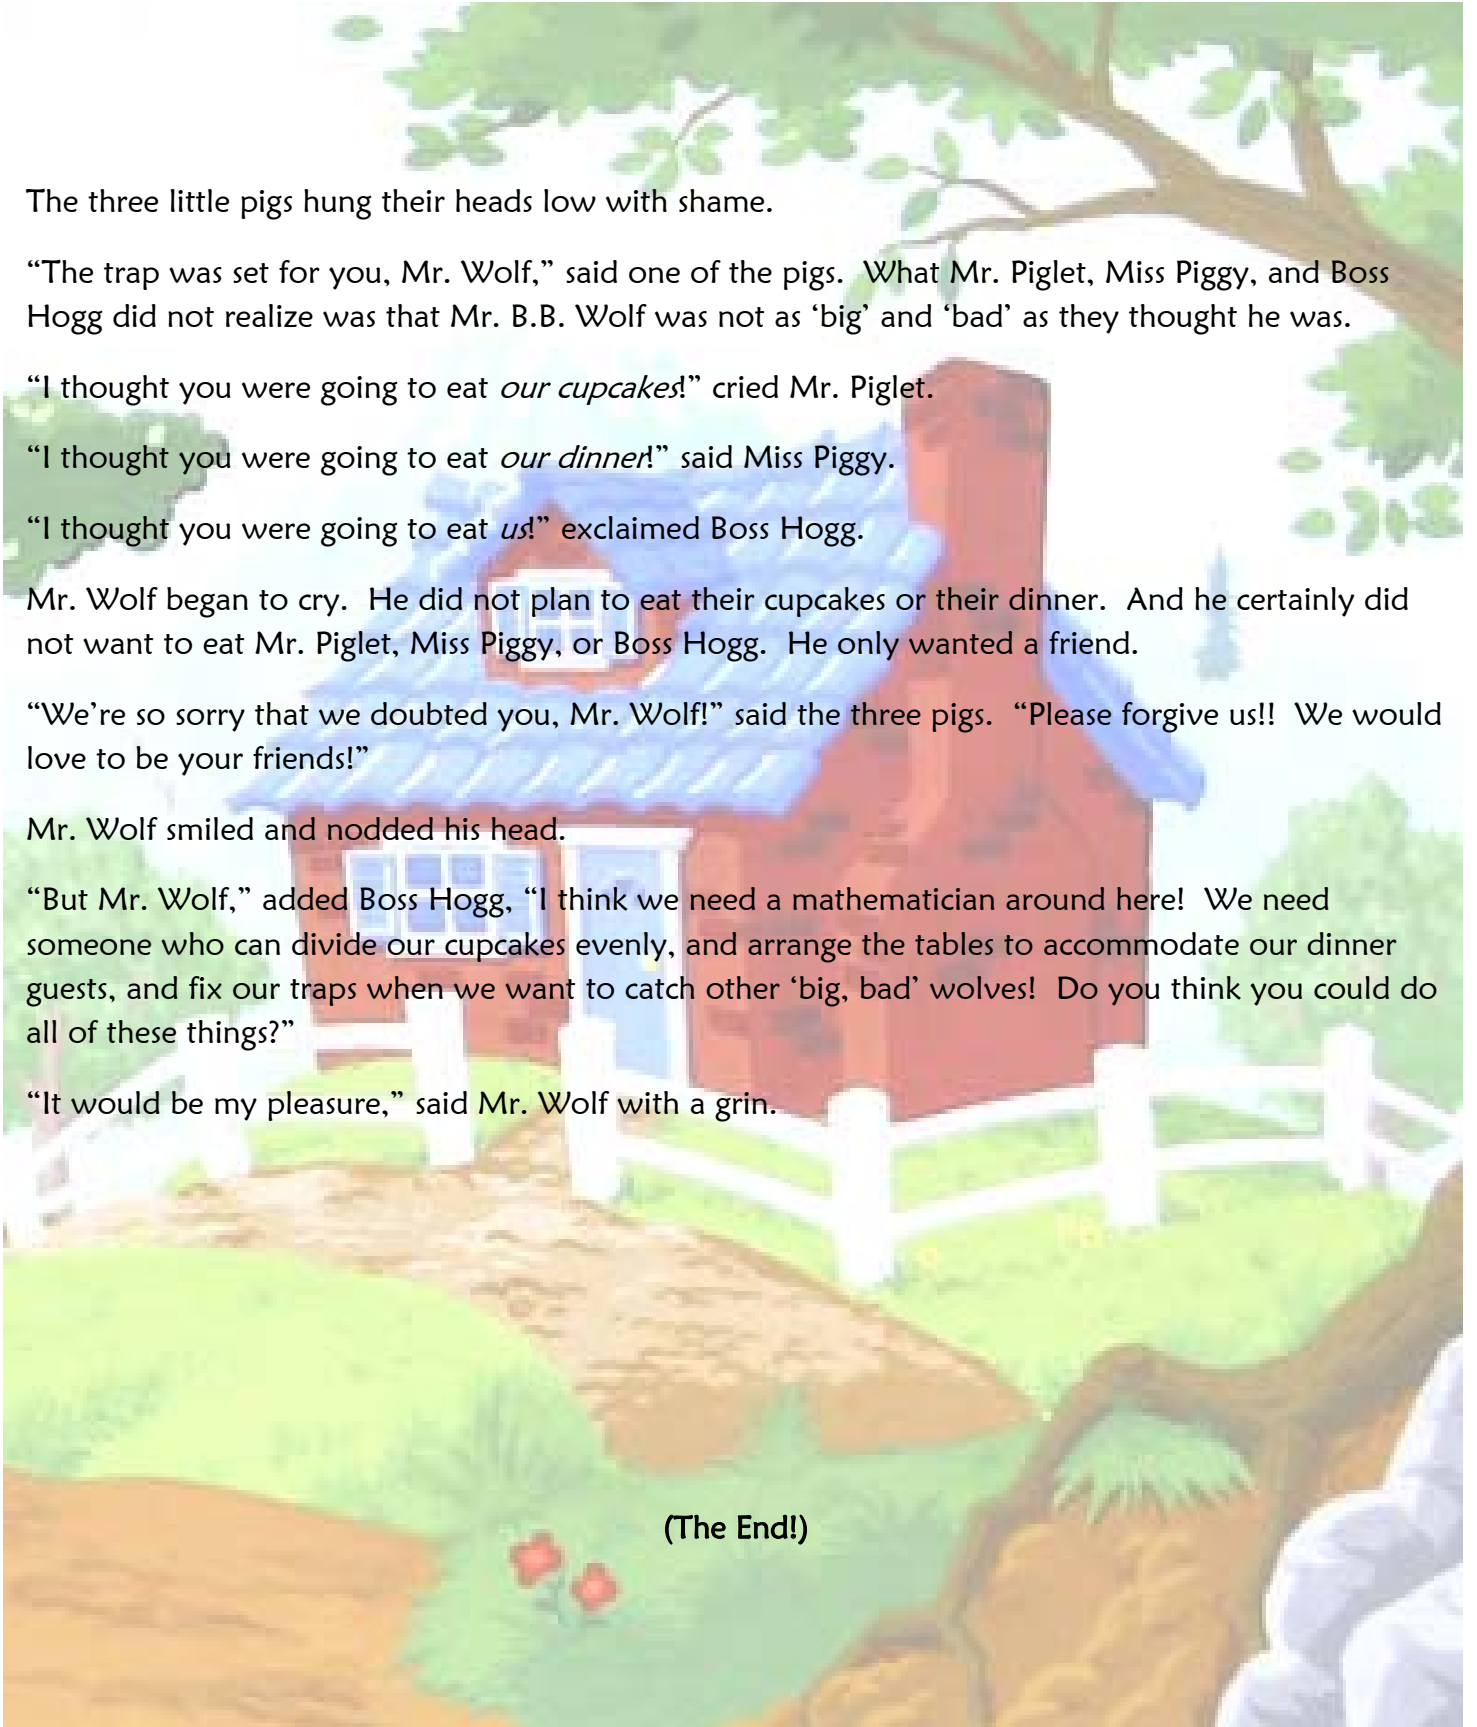 The three little pigs hung their heads low with shame.
“The trap was set for you, Mr. Wolf,” said one of the pigs.  What Mr. Piglet, Miss Piggy, and Boss
Hogg did not realize was that Mr. B.B. Wolf was not as ‘big’ and ‘bad’ as they thought he was.
“I thought you were going to eat our cupcakes!” cried Mr. Piglet.
“I thought you were going to eat our dinner!” said Miss Piggy.
“I thought you were going to eat us!” exclaimed Boss Hogg.
Mr. Wolf began to cry.  He did not plan to eat their cupcakes or their dinner.  And he certainly did
not want to eat Mr. Piglet, Miss Piggy, or Boss Hogg.  He only wanted a friend.
“We’re so sorry that we doubted you, Mr. Wolf!” said the three pigs.  “Please forgive us!!  We would
love to be your friends!”
Mr. Wolf smiled and nodded his head.
“But Mr. Wolf,” added Boss Hogg, “I think we need a mathematician around here!  We need
someone who can divide our cupcakes evenly, and arrange the tables to accommodate our dinner
guests, and fix our traps when we want to catch other ‘big, bad’ wolves!  Do you think you could do
all of these things?”
“It would be my pleasure,” said Mr. Wolf with a grin.
(The End!)